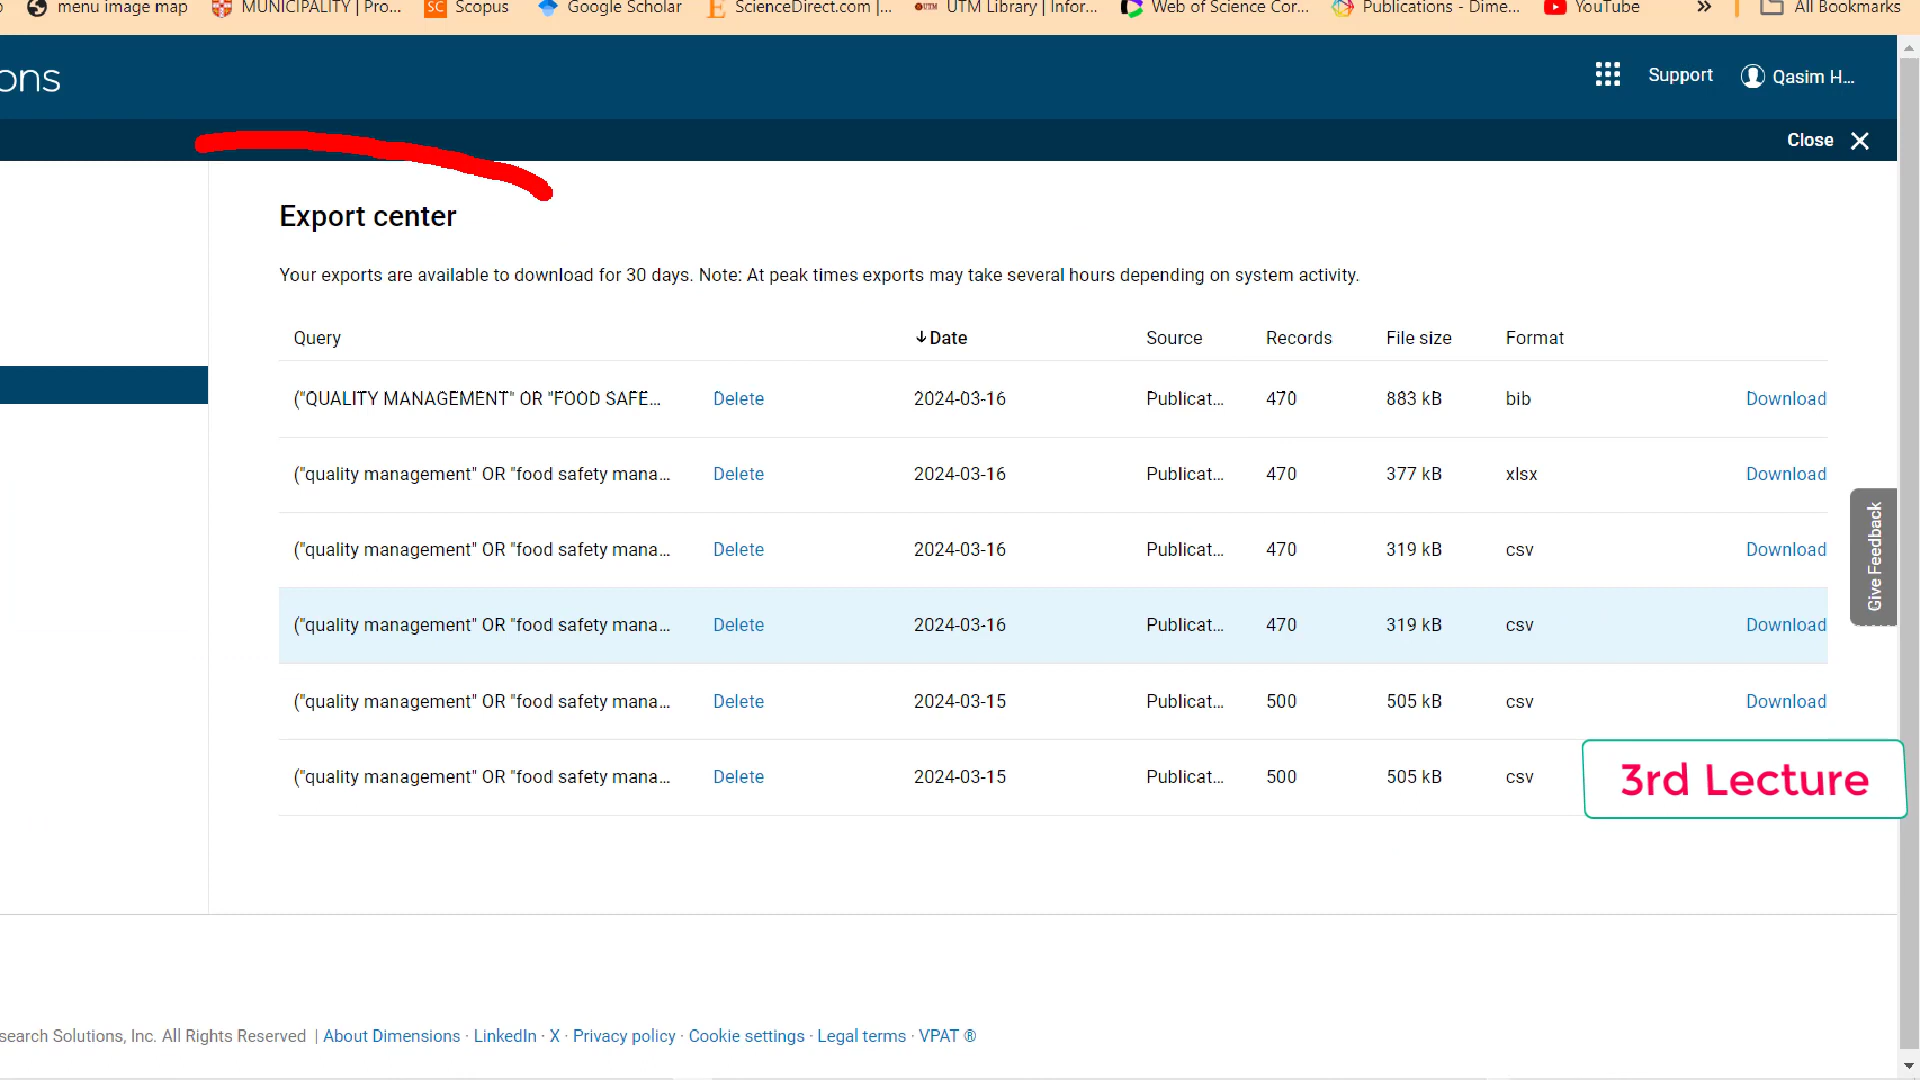 menu image map MUNICIPALITY | Pro... SC Scopus Google Scholar ScienceDirect.com |... UTM Library | Infor... Web of Science Cor... Publications - Dime... YouTube » All Bookmarks
ons Support Qasim H...
Close
Export center
Your exports are available to download for 30 days. Note: At peak times exports may take several hours depending on system activity.
Query Date Source Records File size Format
("QUALITY MANAGEMENT" OR "FOOD SAFE... Delete 2024-03-16 Publicat... 470 883 kB bib Download
("quality management" OR "food safety mana... Delete 2024-03-16 Publicat... 470 377 kB xlsx Download
("quality management" OR "food safety mana... Delete 2024-03-16 Publicat... 470 319 kB csv Download
("quality management" OR "food safety mana... Delete 2024-03-16 Publicat... 470 319 kB csv Download
("quality management" OR "food safety mana... Delete 2024-03-15 Publicat... 500 505 kB csv Download
("quality management" OR "food safety mana... Delete 2024-03-15 Publicat... 500 505 kB csv
Give Feedback
3rd Lecture
search Solutions, Inc. All Rights Reserved | About Dimensions · LinkedIn · X · Privacy policy · Cookie settings · Legal terms · VPAT ®